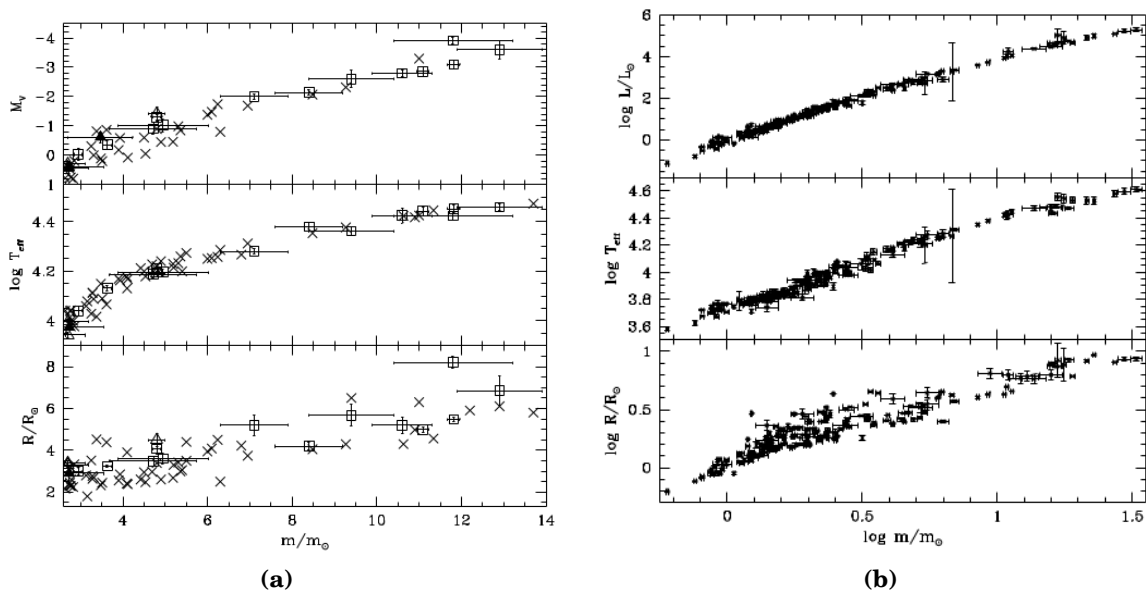 -4
-3
-2
-1
0
M_v
4.4
4.2
4
log T_eff
8
6
4
2
R/R_⊙
4 6 8 10 12 14
m/m_⊙
(a)
6
4
2
0
log L/L_⊙
4.6
4.4
4.2
4.0
3.8
3.6
log T_eff
1
0.5
0
log R/R_⊙
0 0.5 1 1.5
log m/m_⊙
(b)